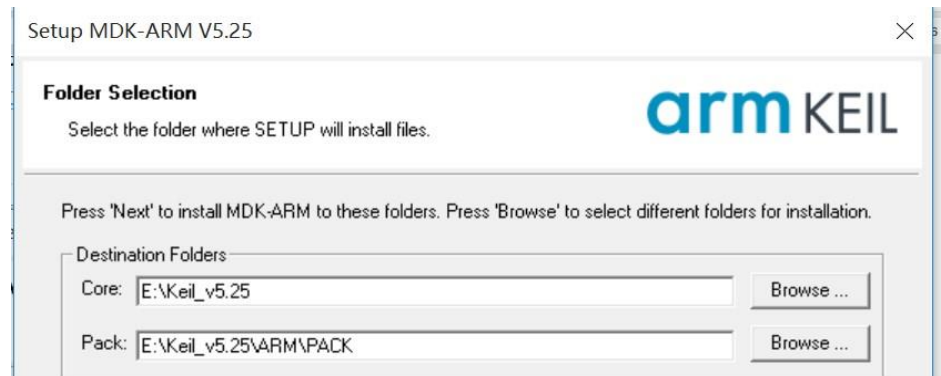 Setup MDK-ARM V5.25
Folder Selection
Select the folder where SETUP will install files.
arm KEIL
Press 'Next' to install MDK-ARM to these folders. Press 'Browse' to select different folders for installation.
Destination Folders
Core: E:\Keil_v5.25 Browse ...
Pack: E:\Keil_v5.25\ARM\PACK Browse ...